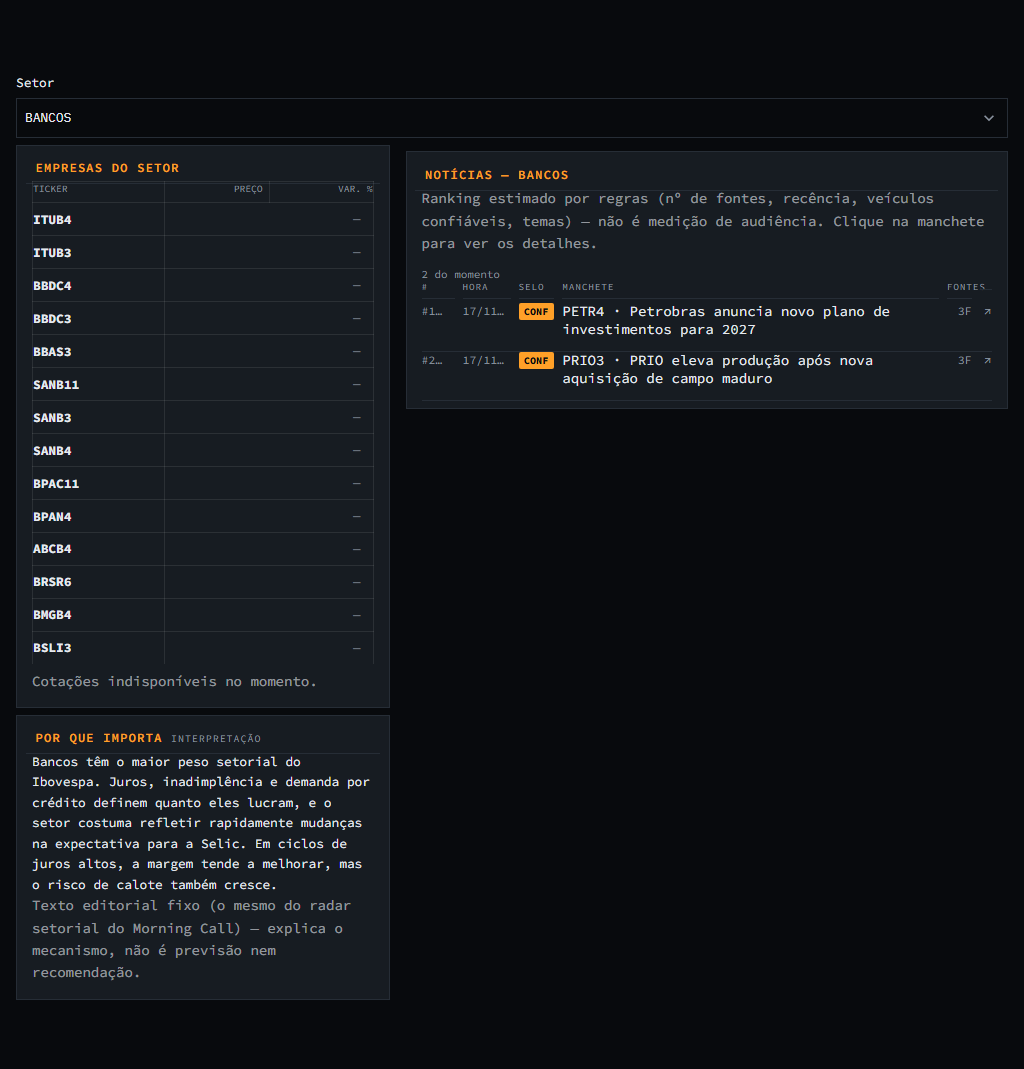 Setor
BANCOS
EMPRESAS DO SETOR
TICKER PREÇO VAR. %
ITUB4 —
ITUB3 —
BBDC4 —
BBDC3 —
BBAS3 —
SANB11 —
SANB3 —
SANB4 —
BPAC11 —
BPAN4 —
ABCB4 —
BRSR6 —
BMGB4 —
BSLI3 —
Cotações indisponíveis no momento.
POR QUE IMPORTA INTERPRETAÇÃO
Bancos têm o maior peso setorial do
Ibovespa. Juros, inadimplência e demanda por
crédito definem quanto eles lucram, e o
setor costuma refletir rapidamente mudanças
na expectativa para a Selic. Em ciclos de
juros altos, a margem tende a melhorar, mas
o risco de calote também cresce.
Texto editorial fixo (o mesmo do radar
setorial do Morning Call) — explica o
mecanismo, não é previsão nem
recomendação.
NOTÍCIAS — BANCOS
Ranking estimado por regras (nº de fontes, recência, veículos
confiáveis, temas) — não é medição de audiência. Clique na manchete
para ver os detalhes.
2 do momento
# HORA SELO MANCHETE FONTES…
#1… 17/11… CONF PETR4 · Petrobras anuncia novo plano de 3F ↗
investimentos para 2027
#2… 17/11… CONF PRIO3 · PRIO eleva produção após nova 3F ↗
aquisição de campo maduro